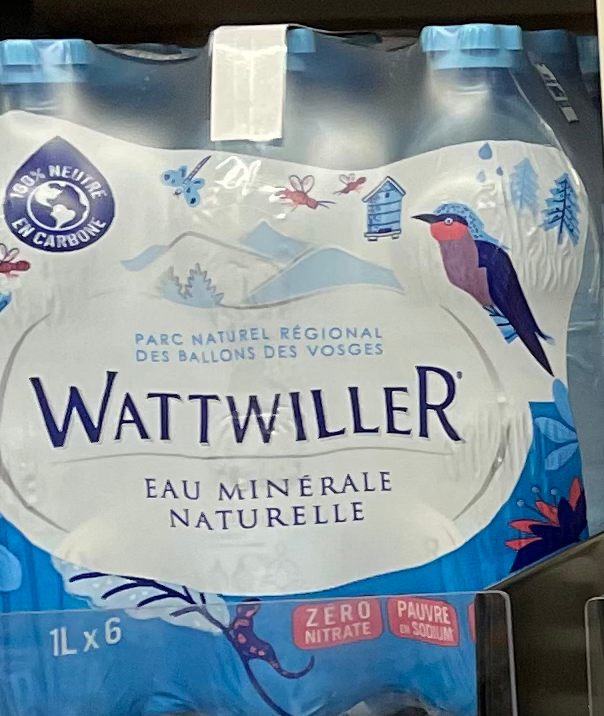 100% NEUTRE
EN CARBONE
PARC NATUREL RÉGIONAL
DES BALLONS DES VOSGES
WATTWILLER
EAU MINÉRALE
NATURELLE
1L x 6
ZÉRO
NITRATE
PAUVRE
EN SODIUM